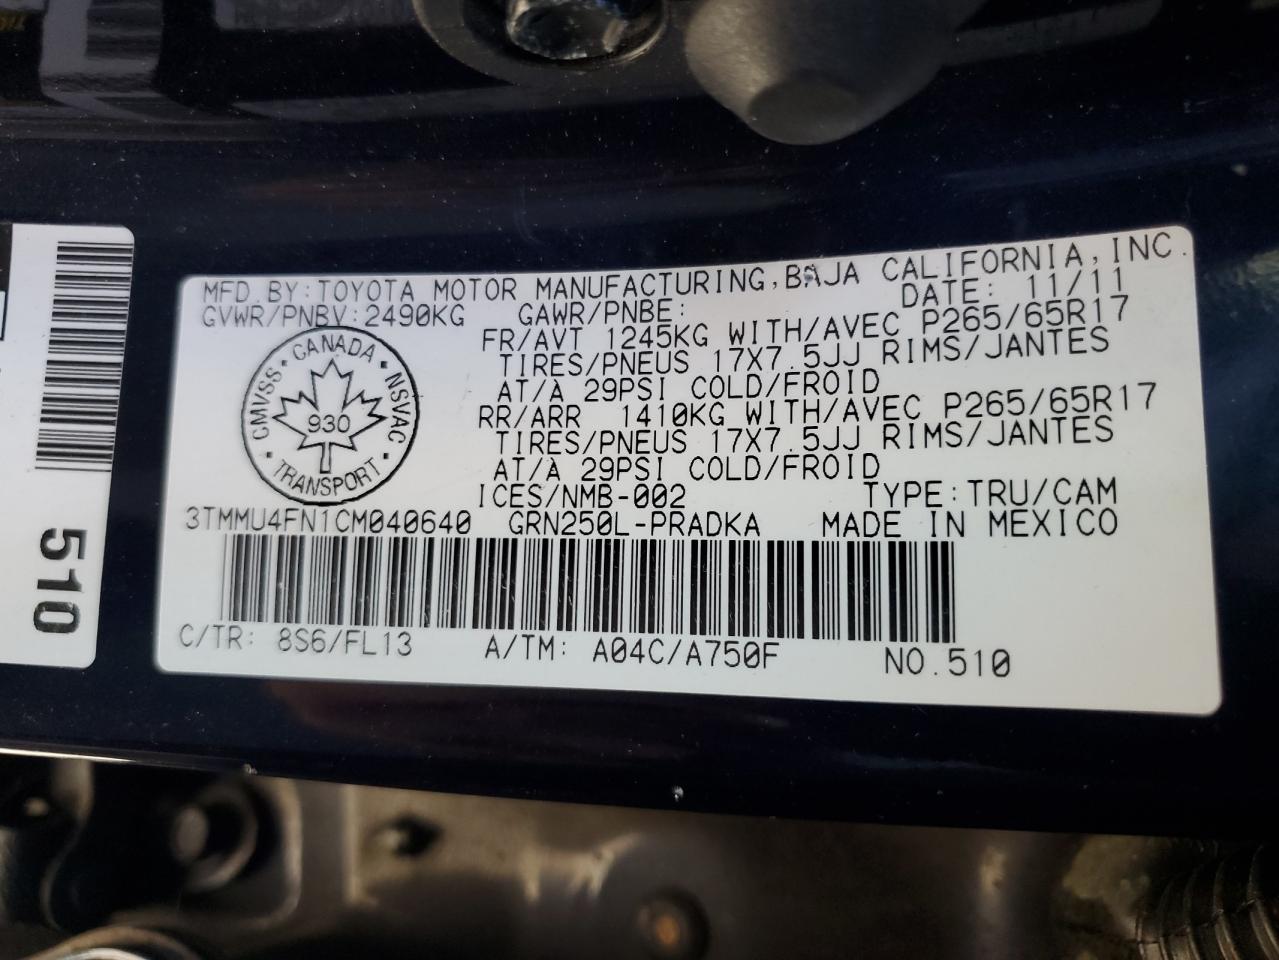 MFD.BY:TOYOTA MOTOR MANUFACTURING,BAJA CALIFORNIA,INC.
GVWR/PNBV:2490KG GAWR/PNBE: DATE: 11/11
FR/AVT 1245KG WITH/AVEC P265/65R17
TIRES/PNEUS 17X7.5JJ RIMS/JANTES
AT/À 29PSI COLD/FROID
RR/ARR 1410KG WITH/AVEC P265/65R17
TIRES/PNEUS 17X7.5JJ RIMS/JANTES
AT/À 29PSI COLD/FROID
ICES/NMB-002 TYPE:TRU/CAM
CANADA
CMVSS · NSVAC
930
TRANSPORT
3TMMU4FN1CM040640 GRN250L-PRADKA MADE IN MEXICO
C/TR: 8S6/FL13 A/TM: A04C/A750F NO.510
510